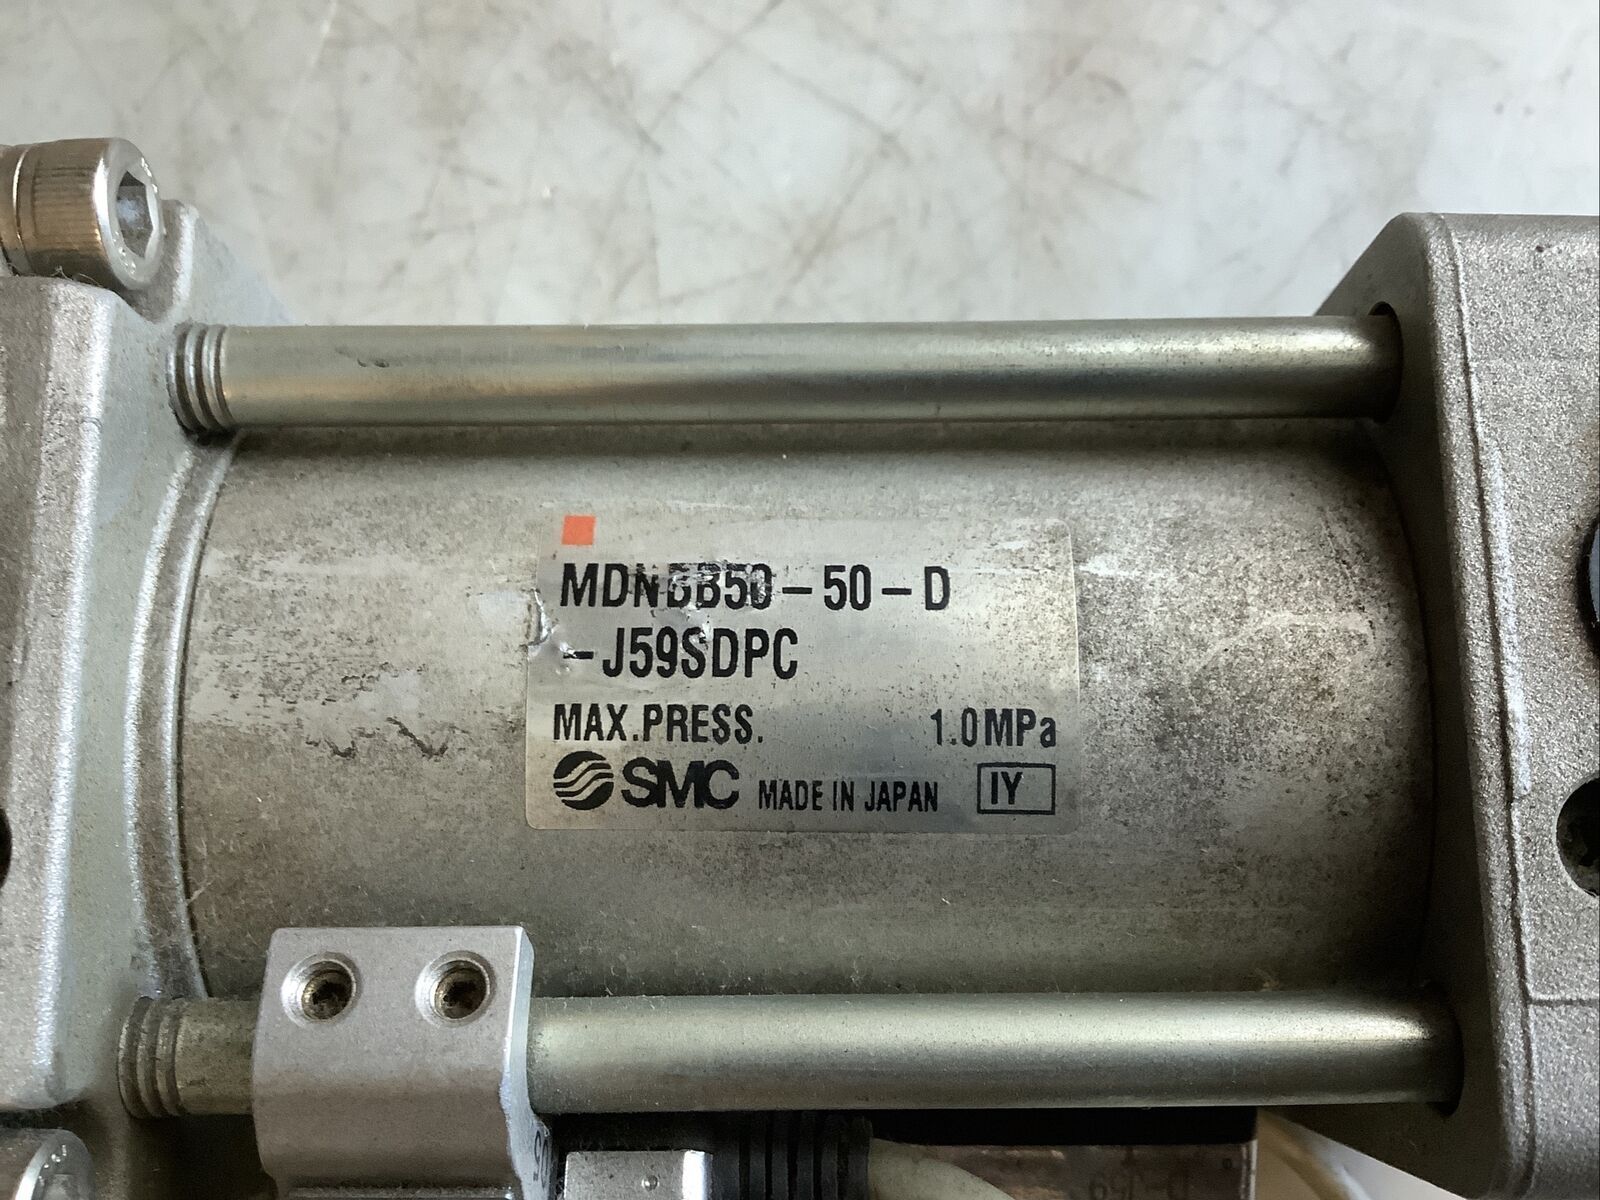 MDNBB50-50-D
-J59SDPC
MAX.PRESS. 1.0MPa
SMC MADE IN JAPAN IY